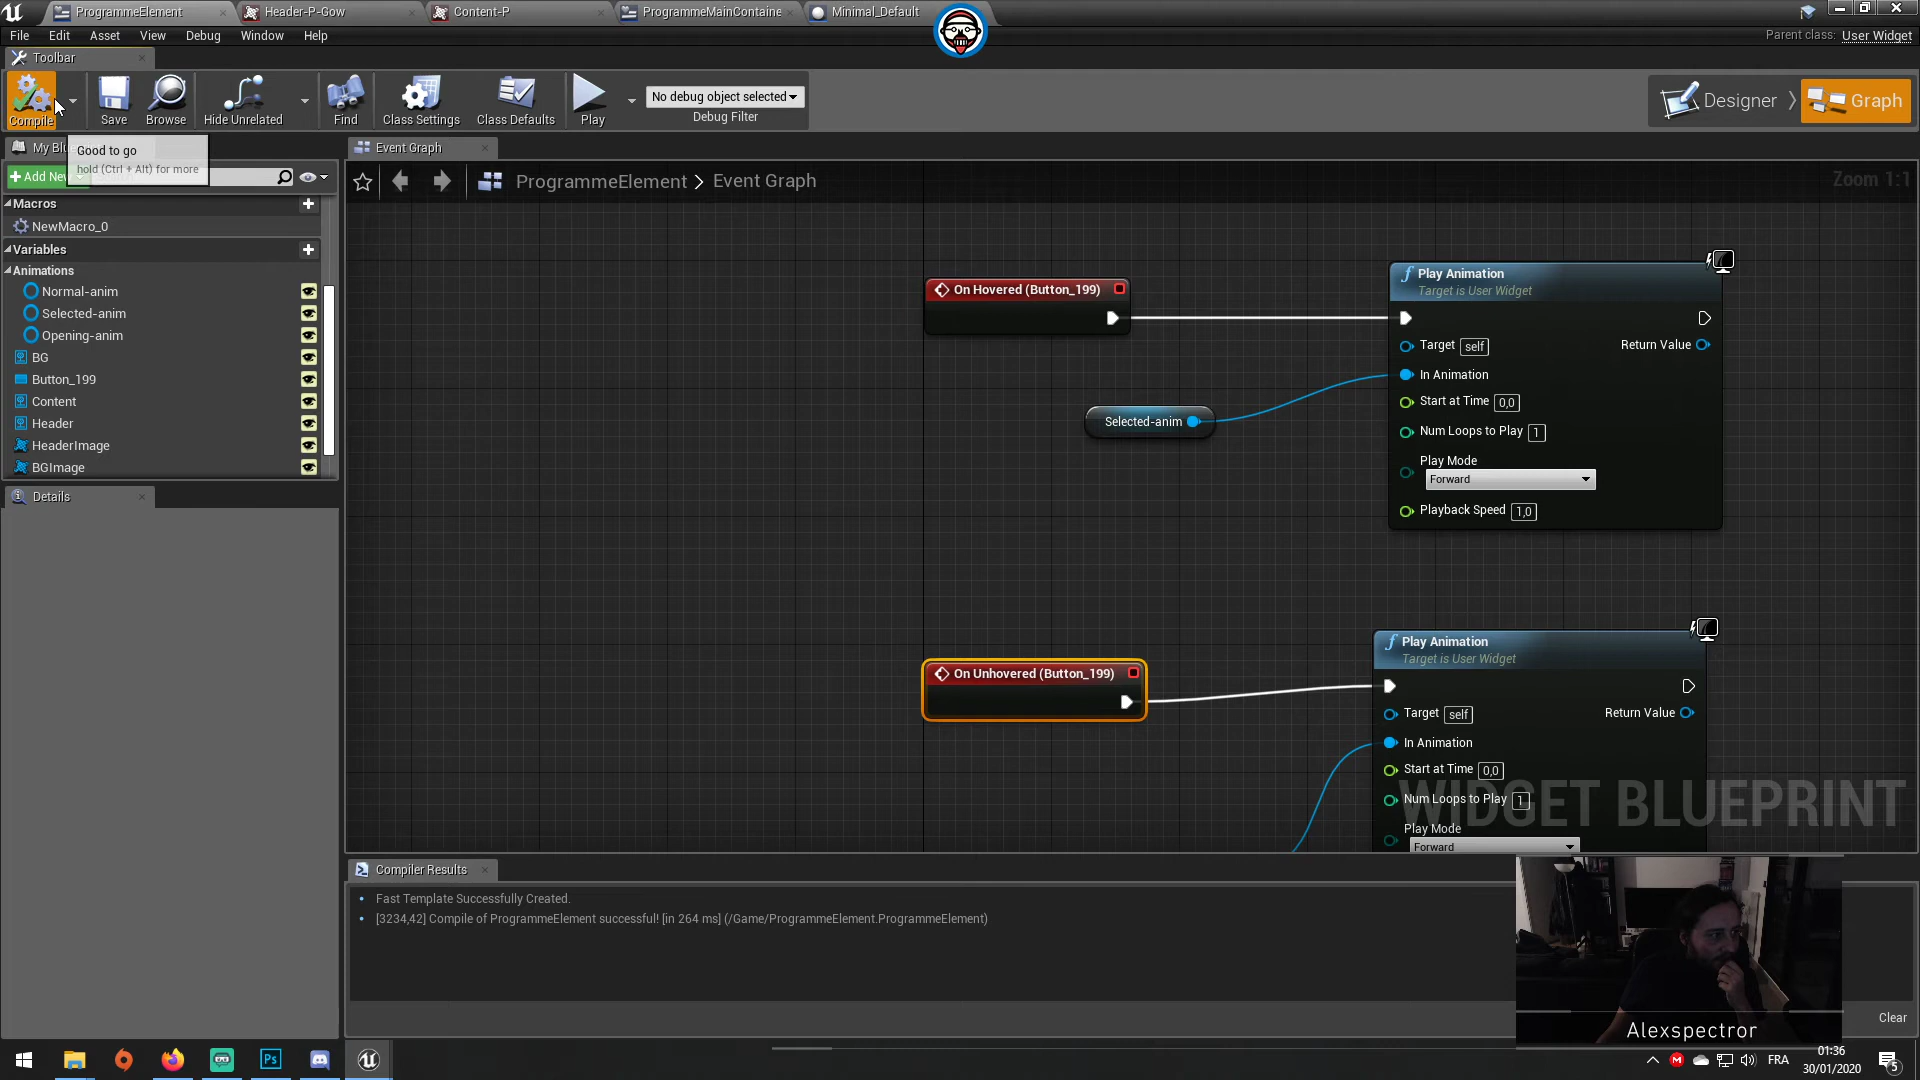 ProgrammeElement
Header-P-Gow
Content-P
ProgrammeMainContaine
Minimal_Default
File
Edit
Asset
View
Debug
Window
Help
Parent class: User Widget
Toolbar
Compile
Save
Browse
Hide Unrelated
Find
Class Settings
Class Defaults
Play
No debug object selected
Debug Filter
Designer
Graph
My Bl
Good to go
hold (Ctrl + Alt) for more
Add New
Event Graph
ProgrammeElement > Event Graph
Zoom 1:1
Macros
NewMacro_0
Variables
Animations
Normal-anim
Selected-anim
Opening-anim
BG
Button_199
Content
Header
HeaderImage
BGImage
Details
On Hovered (Button_199)
Selected-anim
Play Animation
Target is User Widget
Target self
Return Value
In Animation
Start at Time 0,0
Num Loops to Play 1
Play Mode
Forward
Playback Speed 1,0
On Unhovered (Button_199)
Play Animation
Target is User Widget
Target self
Return Value
In Animation
Start at Time 0,0
Num Loops to Play 1
Play Mode
Forward
WIDGET BLUEPRINT
Compiler Results
Fast Template Successfully Created.
[3234,42] Compile of ProgrammeElement successful! [in 264 ms] (/Game/ProgrammeElement.ProgrammeElement)
Clear
Alexspectror
Ps
FRA
01:36
30/01/2020
5